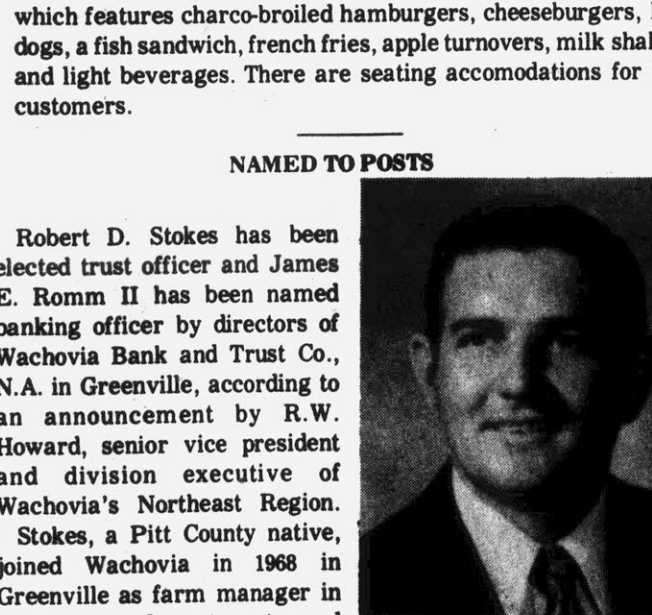 which features charco-broiled hamburgers, cheeseburgers,
dogs, a fish sandwich, french fries, apple turnovers, milk shal
and light beverages. There are seating accomodations for
customers.
NAMED TO POSTS
Robert D. Stokes has been
elected trust officer and James
E. Romm II has been named
banking officer by directors of
Wachovia Bank and Trust Co.,
N.A. in Greenville, according to
an announcement by R.W.
Howard, senior vice president
and division executive of
Wachovia's Northeast Region.
Stokes, a Pitt County native,
joined Wachovia in 1968 in
Greenville as farm manager in